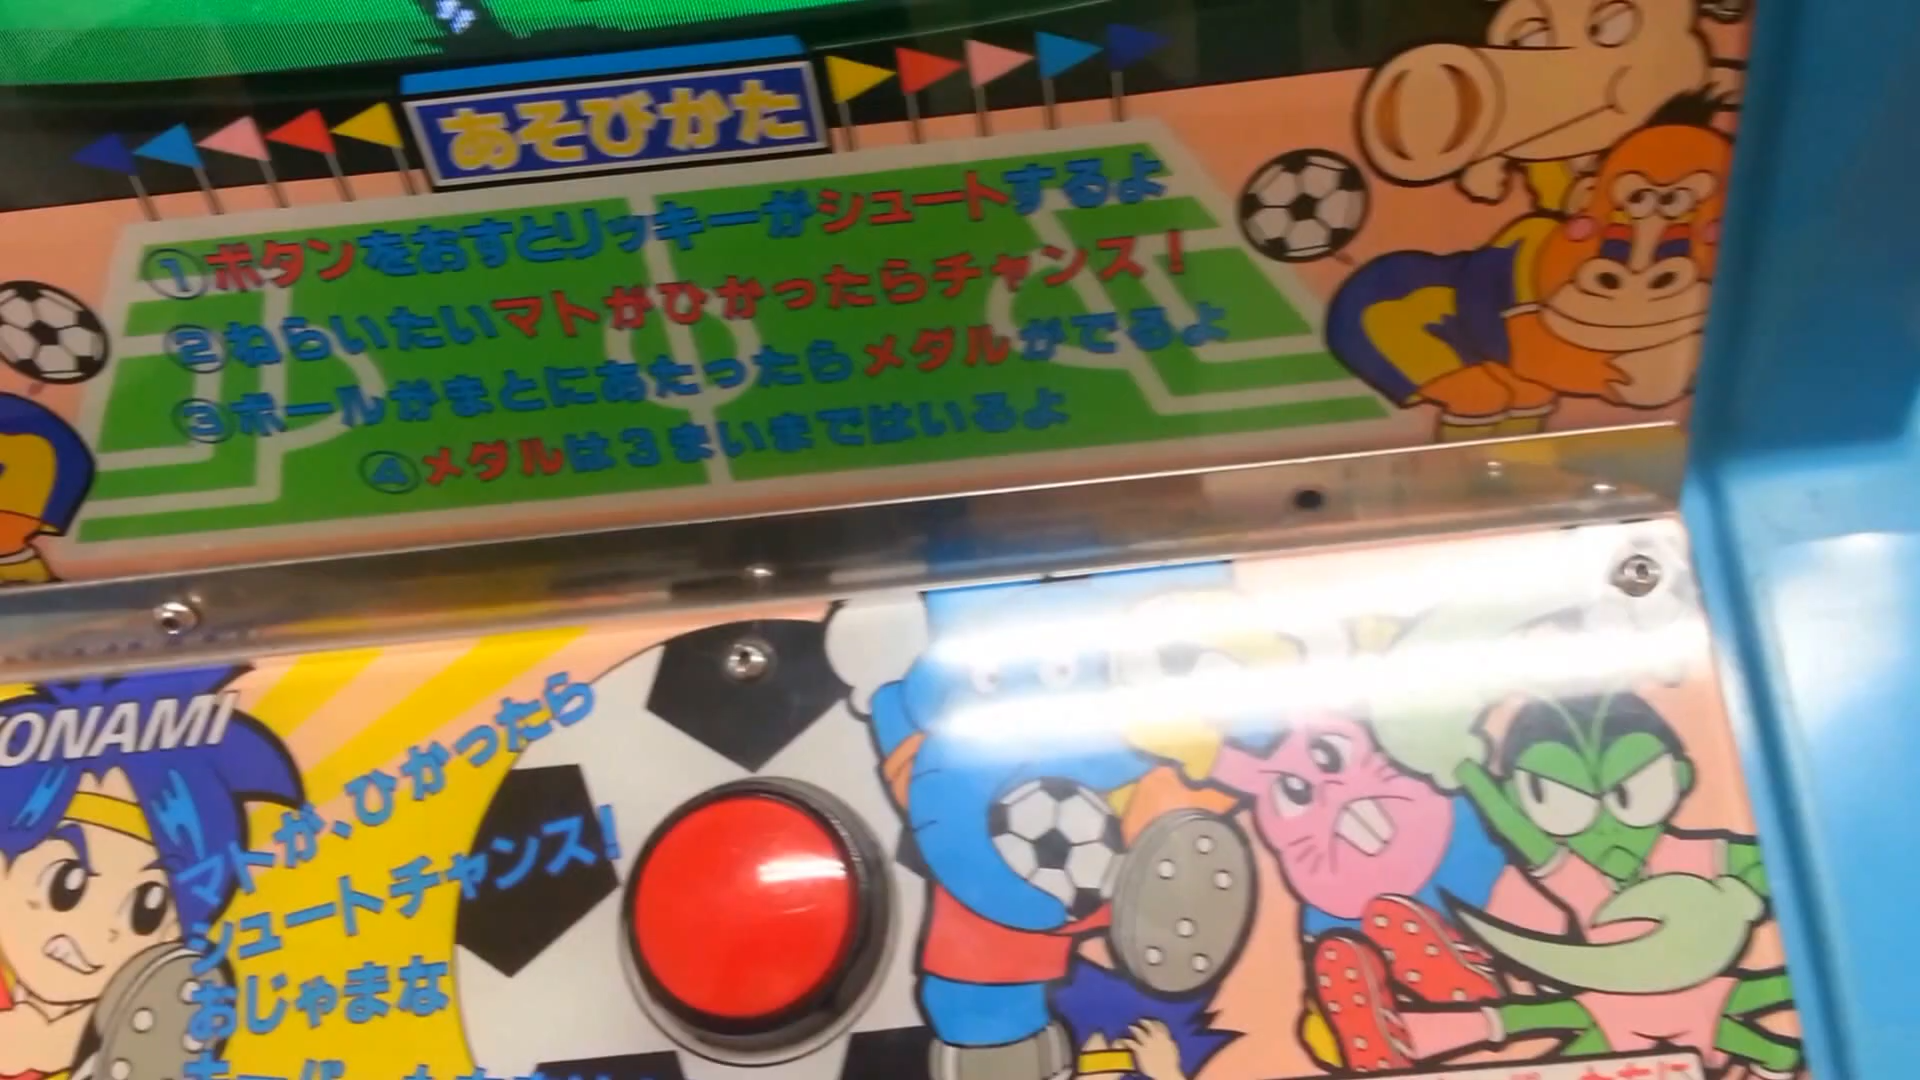 あそびかた
①ボタンをおすとリッキーがシュートするよ
②ねらいたいマトがひかったらチャンス!
③ボールがまとにあたったらメダルがでるよ
④メダルは3まいまではいるよ
KONAMI
マトが、ひかったら
シュートチャンス!
おじゃまな